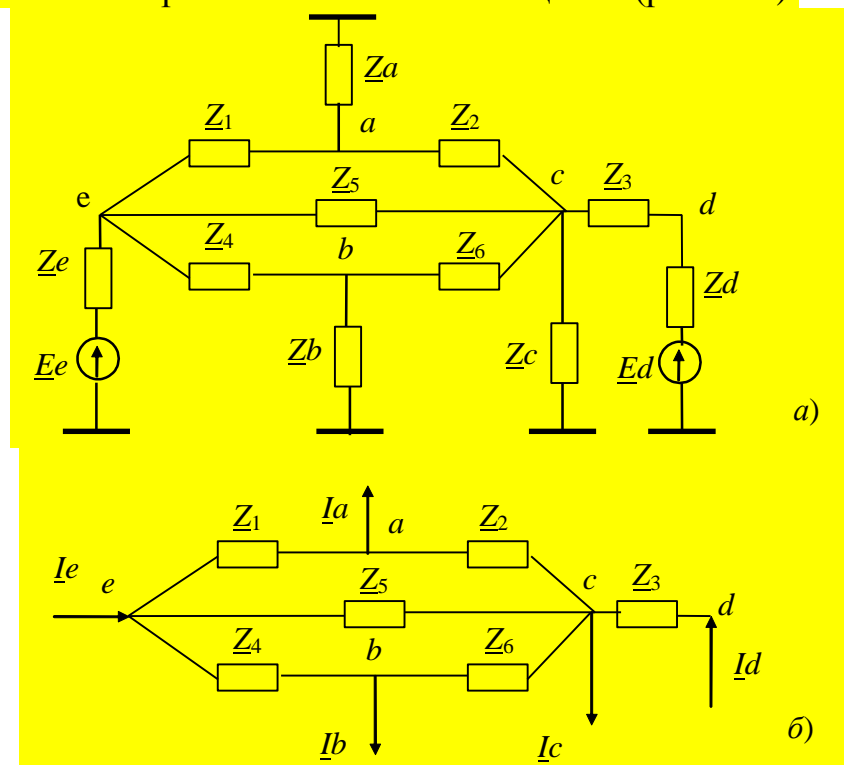 Za
Z1 a Z2
Z5 c Z3
e d
Z4 b Z6
Ze Zd
Zb Zc
Ee Ed
а)
Z1 Ia a Z2
Ie e Z5 c Z3
d
Z4 b Z6
Id
Ib Ic
б)